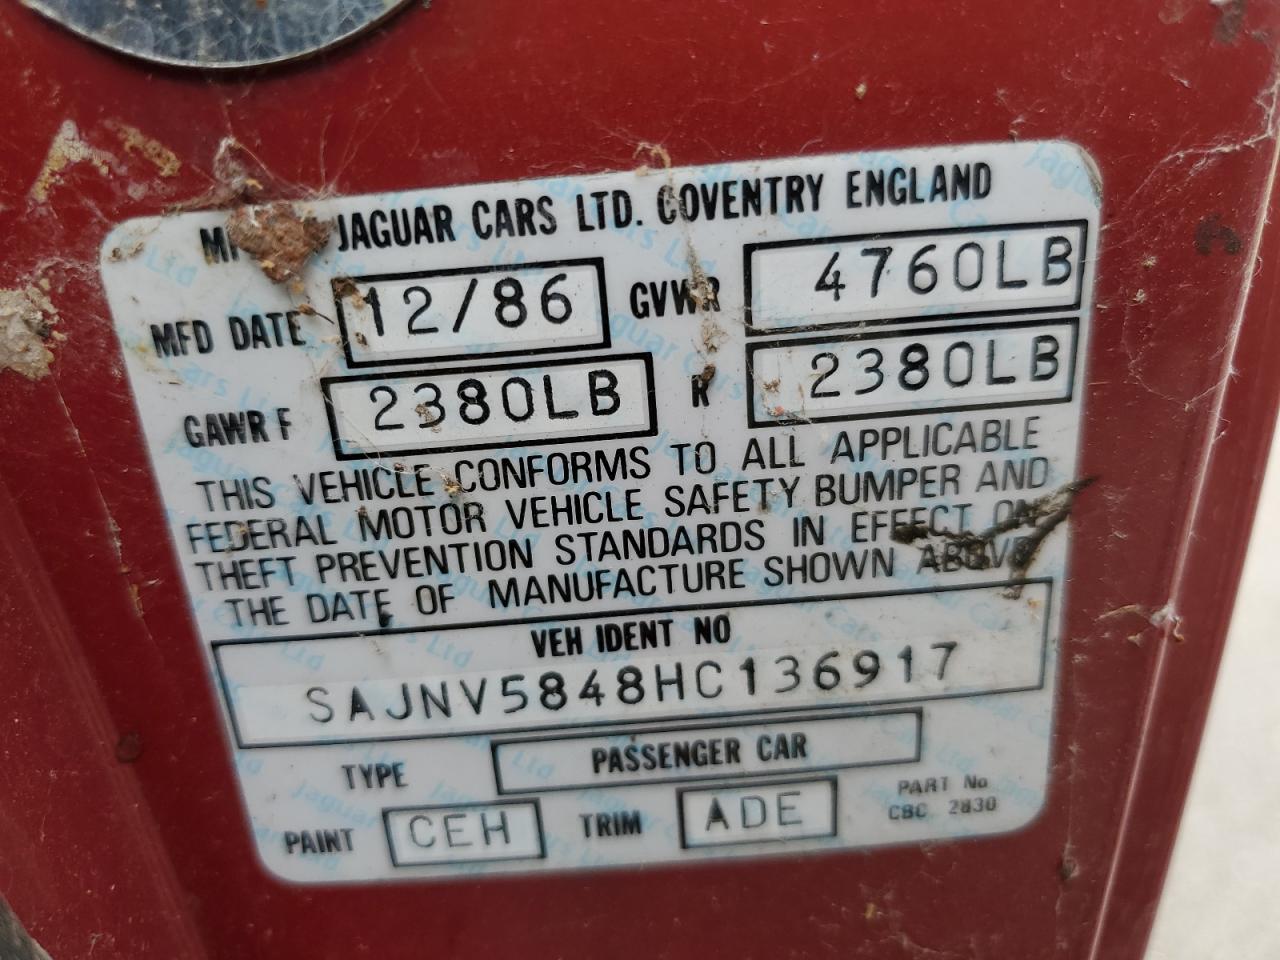 JAGUAR CARS LTD. COVENTRY ENGLAND
MFD DATE 12/86 GVWR 4760LB
GAWR F 2380LB R 2380LB
THIS VEHICLE CONFORMS TO ALL APPLICABLE
FEDERAL MOTOR VEHICLE SAFETY BUMPER AND
THEFT PREVENTION STANDARDS IN EFFECT ON
THE DATE OF MANUFACTURE SHOWN ABOVE
VEH IDENT NO
SAJNV5848HC136917
TYPE PASSENGER CAR
PAINT CEH TRIM ADE PART No
CBC 2830